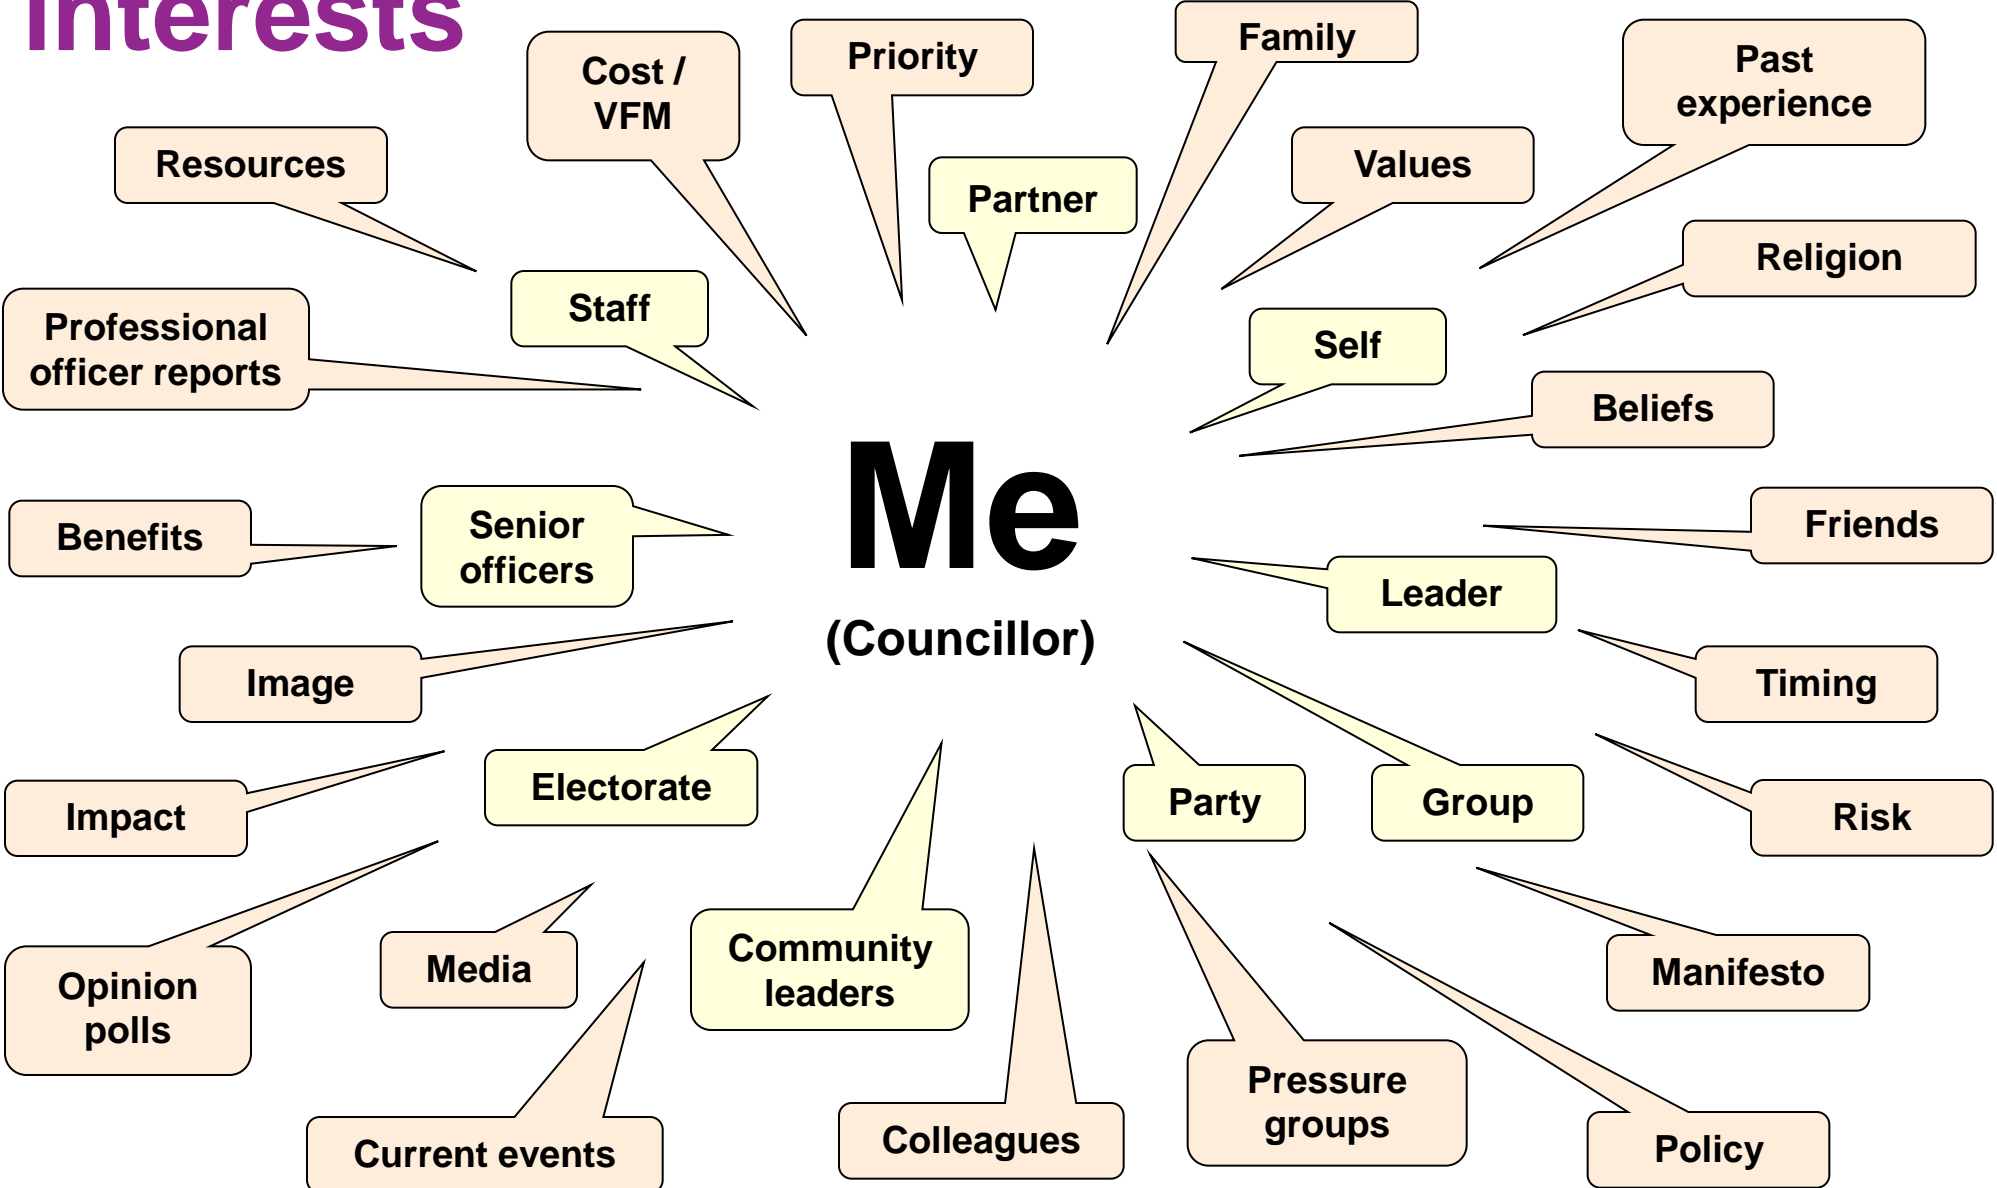 Interests
Cost /
VFM
Priority
Family
Past
experience
Resources
Values
Partner
Religion
Staff
Professional
officer reports
Self
Beliefs
Me
(Councillor)
Benefits
Senior
officers
Friends
Leader
Image
Timing
Electorate
Party
Group
Impact
Risk
Media
Community
leaders
Manifesto
Opinion
polls
Pressure
groups
Current events
Colleagues
Policy